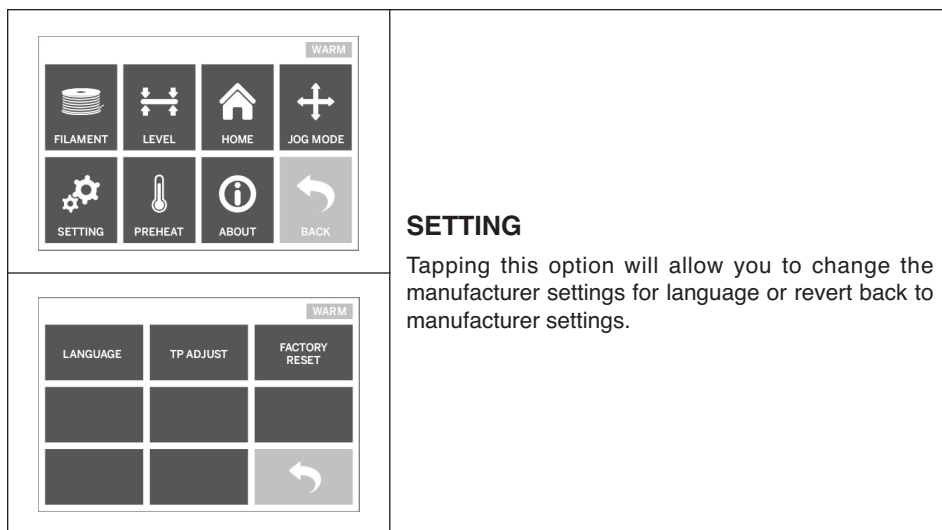 WARM
FILAMENT LEVEL HOME JOG MODE
SETTING PREHEAT ABOUT BACK
WARM
LANGUAGE TP ADJUST FACTORY
RESET
SETTING
Tapping this option will allow you to change the
manufacturer settings for language or revert back to
manufacturer settings.